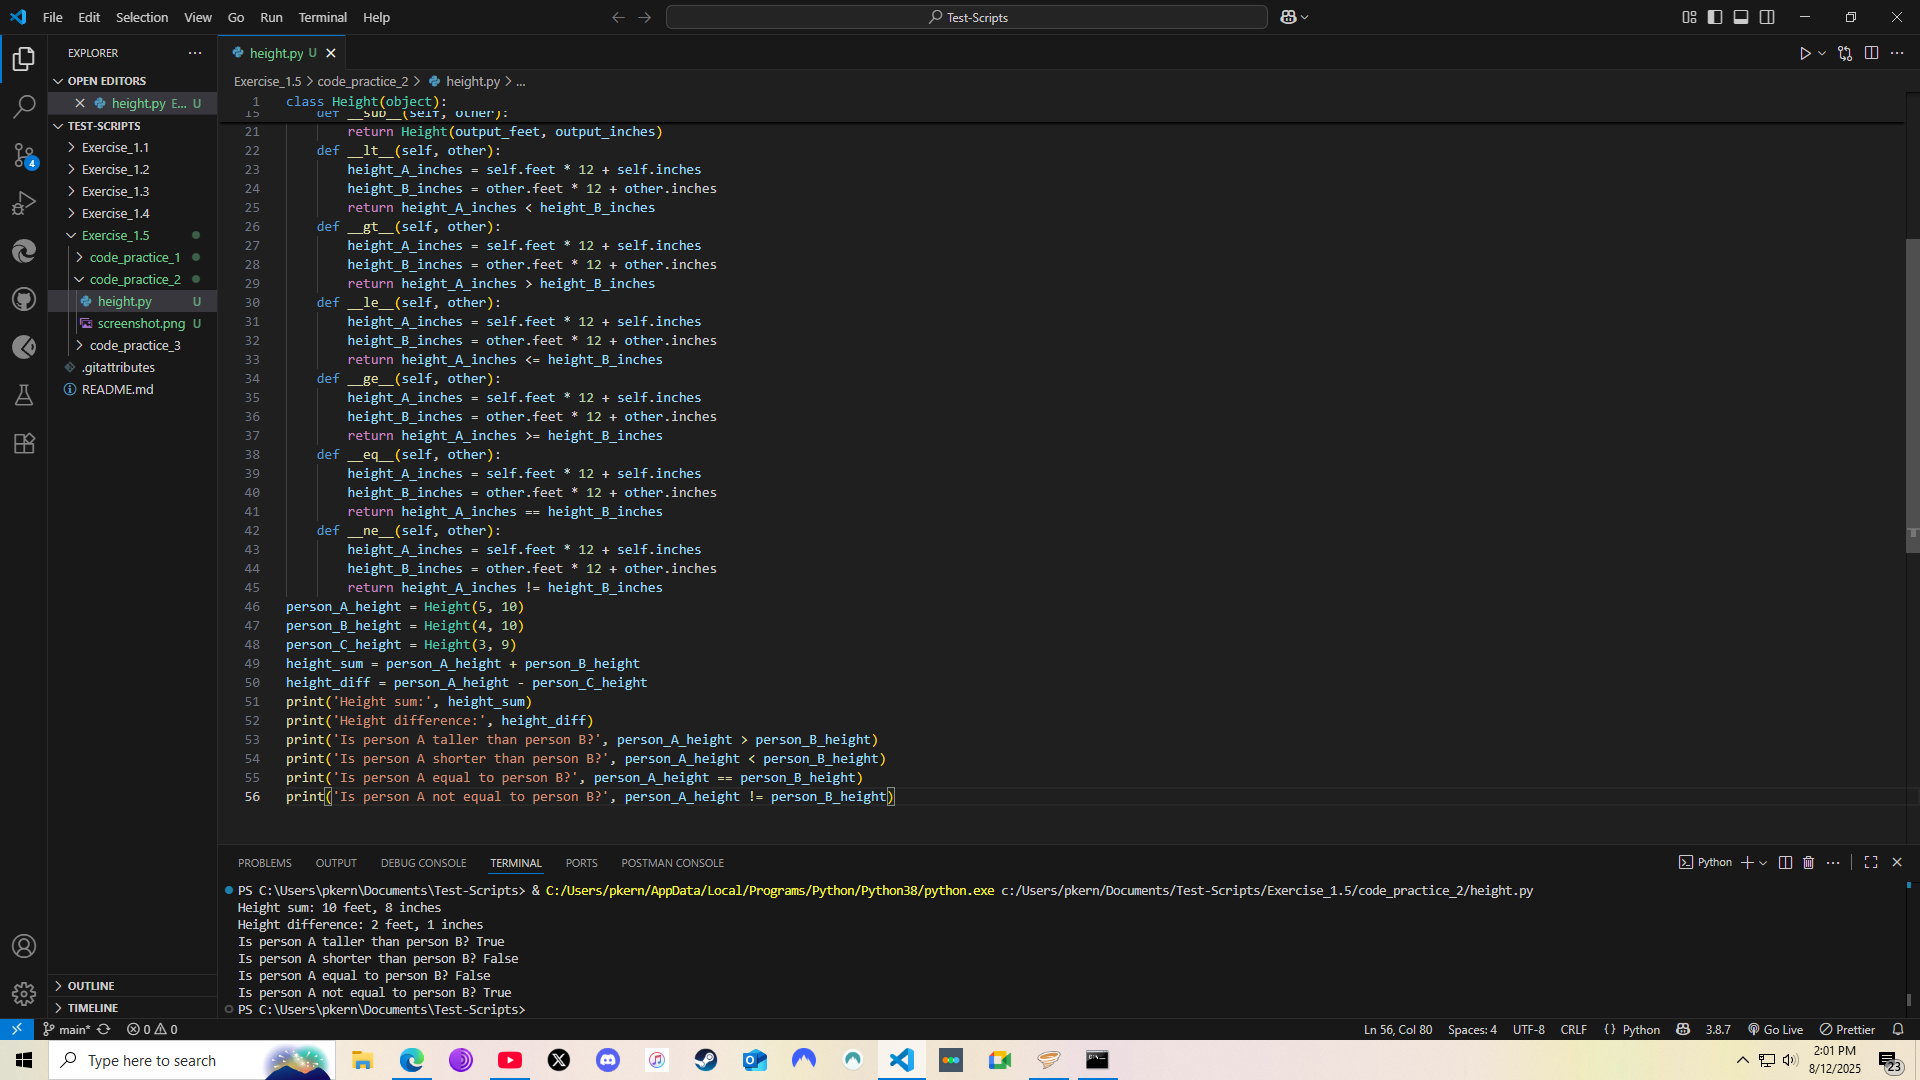 File Edit Selection View Go Run Terminal Help
Test-Scripts
EXPLORER
OPEN EDITORS
height.py E... U
TEST-SCRIPTS
Exercise_1.1
Exercise_1.2
Exercise_1.3
Exercise_1.4
Exercise_1.5
code_practice_1
code_practice_2
height.py U
screenshot.png U
code_practice_3
.gitattributes
README.md
OUTLINE
TIMELINE
4
height.py U
Exercise_1.5 > code_practice_2 > height.py > ...
1 class Height(object):
15 def __sub__(self, other):
21 return Height(output_feet, output_inches)
22 def __lt__(self, other):
23 height_A_inches = self.feet * 12 + self.inches
24 height_B_inches = other.feet * 12 + other.inches
25 return height_A_inches < height_B_inches
26 def __gt__(self, other):
27 height_A_inches = self.feet * 12 + self.inches
28 height_B_inches = other.feet * 12 + other.inches
29 return height_A_inches > height_B_inches
30 def __le__(self, other):
31 height_A_inches = self.feet * 12 + self.inches
32 height_B_inches = other.feet * 12 + other.inches
33 return height_A_inches <= height_B_inches
34 def __ge__(self, other):
35 height_A_inches = self.feet * 12 + self.inches
36 height_B_inches = other.feet * 12 + other.inches
37 return height_A_inches >= height_B_inches
38 def __eq__(self, other):
39 height_A_inches = self.feet * 12 + self.inches
40 height_B_inches = other.feet * 12 + other.inches
41 return height_A_inches == height_B_inches
42 def __ne__(self, other):
43 height_A_inches = self.feet * 12 + self.inches
44 height_B_inches = other.feet * 12 + other.inches
45 return height_A_inches != height_B_inches
46 person_A_height = Height(5, 10)
47 person_B_height = Height(4, 10)
48 person_C_height = Height(3, 9)
49 height_sum = person_A_height + person_B_height
50 height_diff = person_A_height - person_C_height
51 print('Height sum:', height_sum)
52 print('Height difference:', height_diff)
53 print('Is person A taller than person B?', person_A_height > person_B_height)
54 print('Is person A shorter than person B?', person_A_height < person_B_height)
55 print('Is person A equal to person B?', person_A_height == person_B_height)
56 print('Is person A not equal to person B?', person_A_height != person_B_height)
PROBLEMS OUTPUT DEBUG CONSOLE TERMINAL PORTS POSTMAN CONSOLE
Python
PS C:\Users\pkern\Documents\Test-Scripts> & C:/Users/pkern/AppData/Local/Programs/Python/Python38/python.exe c:/Users/pkern/Documents/Test-Scripts/Exercise_1.5/code_practice_2/height.py
Height sum: 10 feet, 8 inches
Height difference: 2 feet, 1 inches
Is person A taller than person B? True
Is person A shorter than person B? False
Is person A equal to person B? False
Is person A not equal to person B? True
PS C:\Users\pkern\Documents\Test-Scripts>
main* 0 0 Ln 56, Col 80 Spaces: 4 UTF-8 CRLF { } Python 3.8.7 Go Live Prettier
Type here to search
2:01 PM
8/12/2025
23